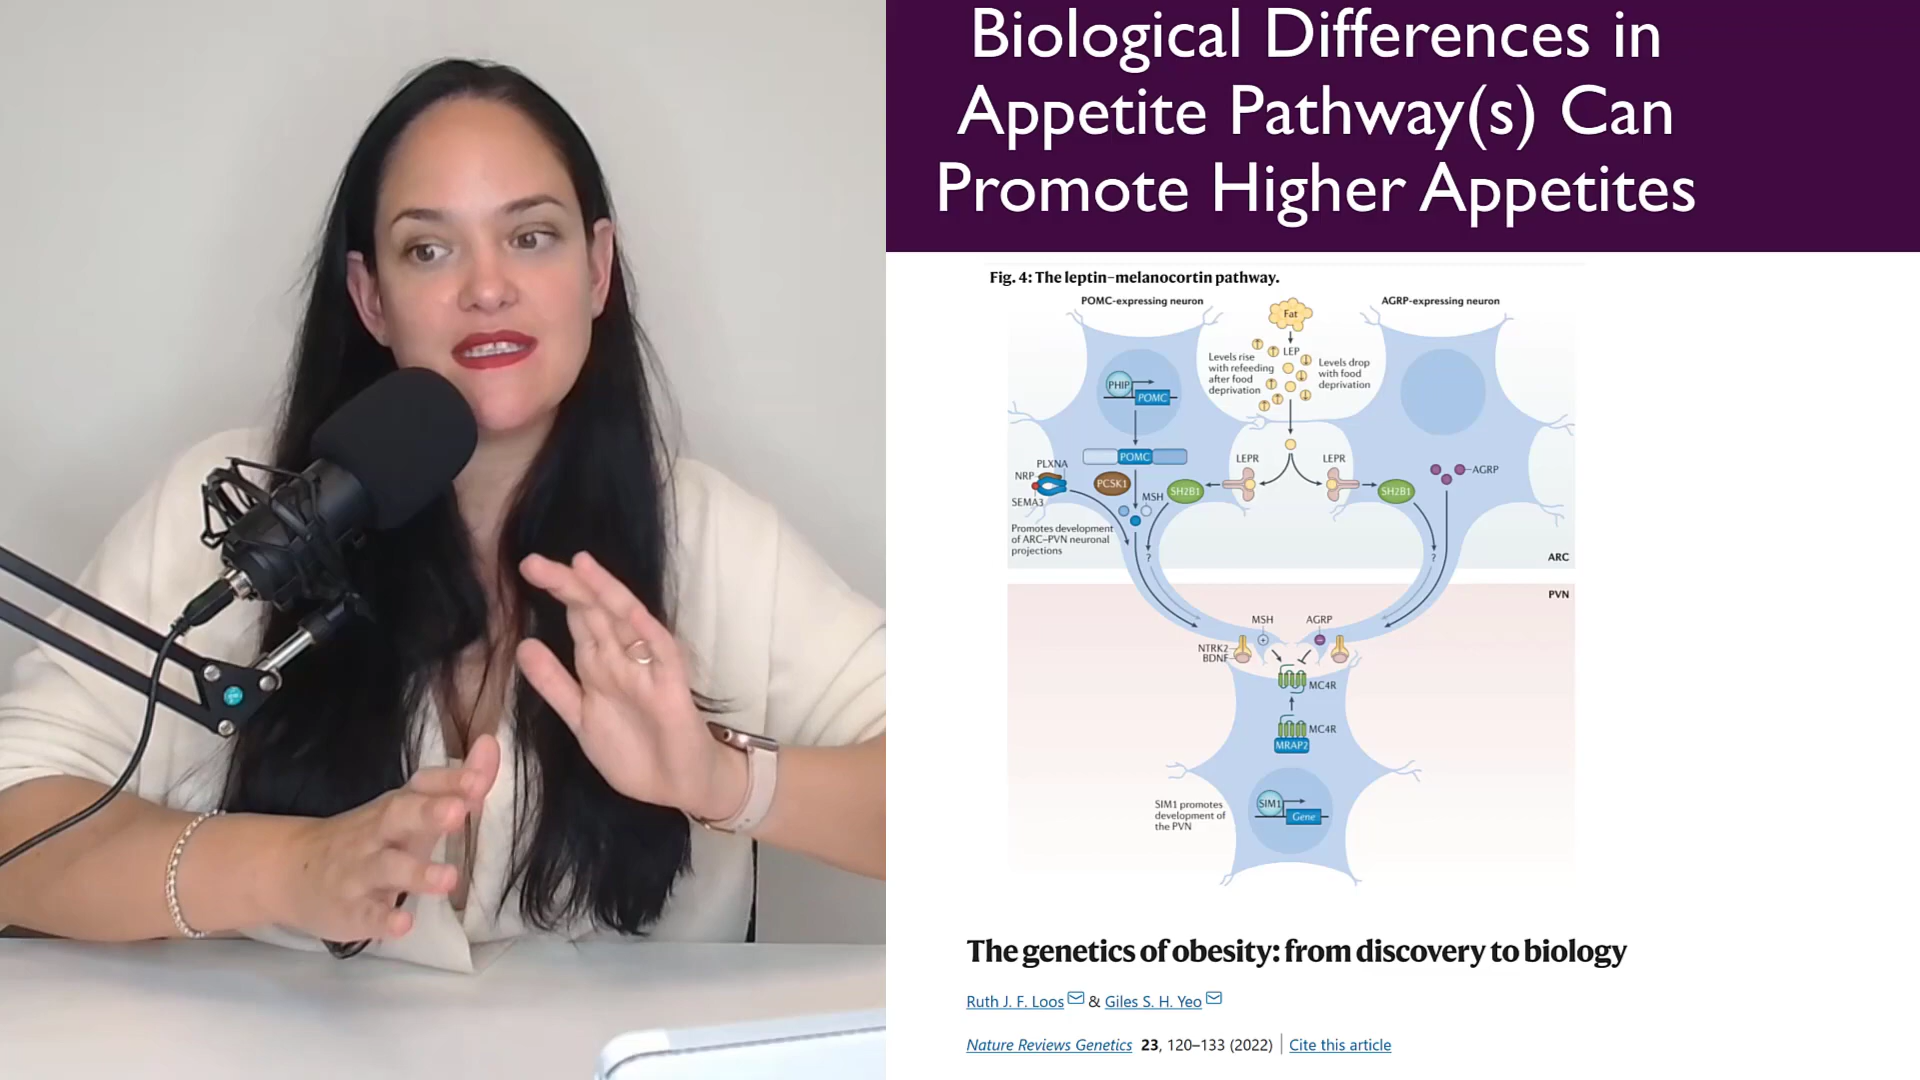 Biological Differences in
Appetite Pathway(s) Can
Promote Higher Appetites
Fig. 4: The leptin–melanocortin pathway.
POMC-expressing neuron
Fat
AGRP-expressing neuron
LEP
Levels rise
with refeeding
after food
deprivation
Levels drop
with food
deprivation
PHIP
POMC
POMC
PLXNA
NRP
SEMA3
PCSK1
MSH
SH2B1
LEPR
LEPR
SH2B1
AGRP
Promotes development
of ARC–PVN neuronal
projections
?
?
ARC
PVN
MSH
AGRP
NTRK2
BDNF
MC4R
MC4R
MRAP2
SIM1 promotes
development of
the PVN
SIM1
Gene
The genetics of obesity: from discovery to biology
Ruth J. F. Loos & Giles S. H. Yeo
Nature Reviews Genetics 23, 120–133 (2022) | Cite this article